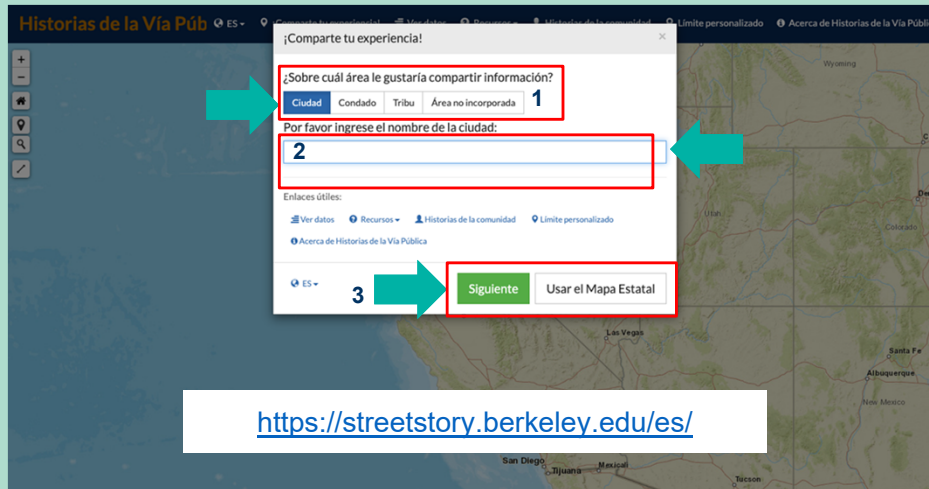 Historias de la Vía Púb ES Comparte tu experiencia! Ver datos Recursos Historias de la comunidad Límite personalizado Acerca de Historias de la Vía Públi
¡Comparte tu experiencia! ×
¿Sobre cuál área le gustaría compartir información?
Ciudad Condado Tribu Área no incorporada 1
Por favor ingrese el nombre de la ciudad:
2
Enlaces útiles:
Ver datos Recursos Historias de la comunidad Límite personalizado
Acerca de Historias de la Vía Pública
ES
3
Siguiente Usar el Mapa Estatal
+
−
Wyoming
Utah
Colorado
Las Vegas
Santa Fe
Albuquerque
New Mexico
https://streetstory.berkeley.edu/es/
San Diego
Tijuana
Mexicali
Tucson